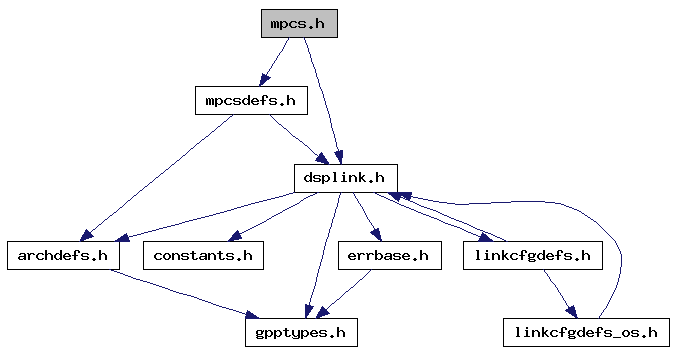 mpcs.h
mpcsdefs.h
dsplink.h
archdefs.h
constants.h
errbase.h
linkcfgdefs.h
gpptypes.h
linkcfgdefs_os.h